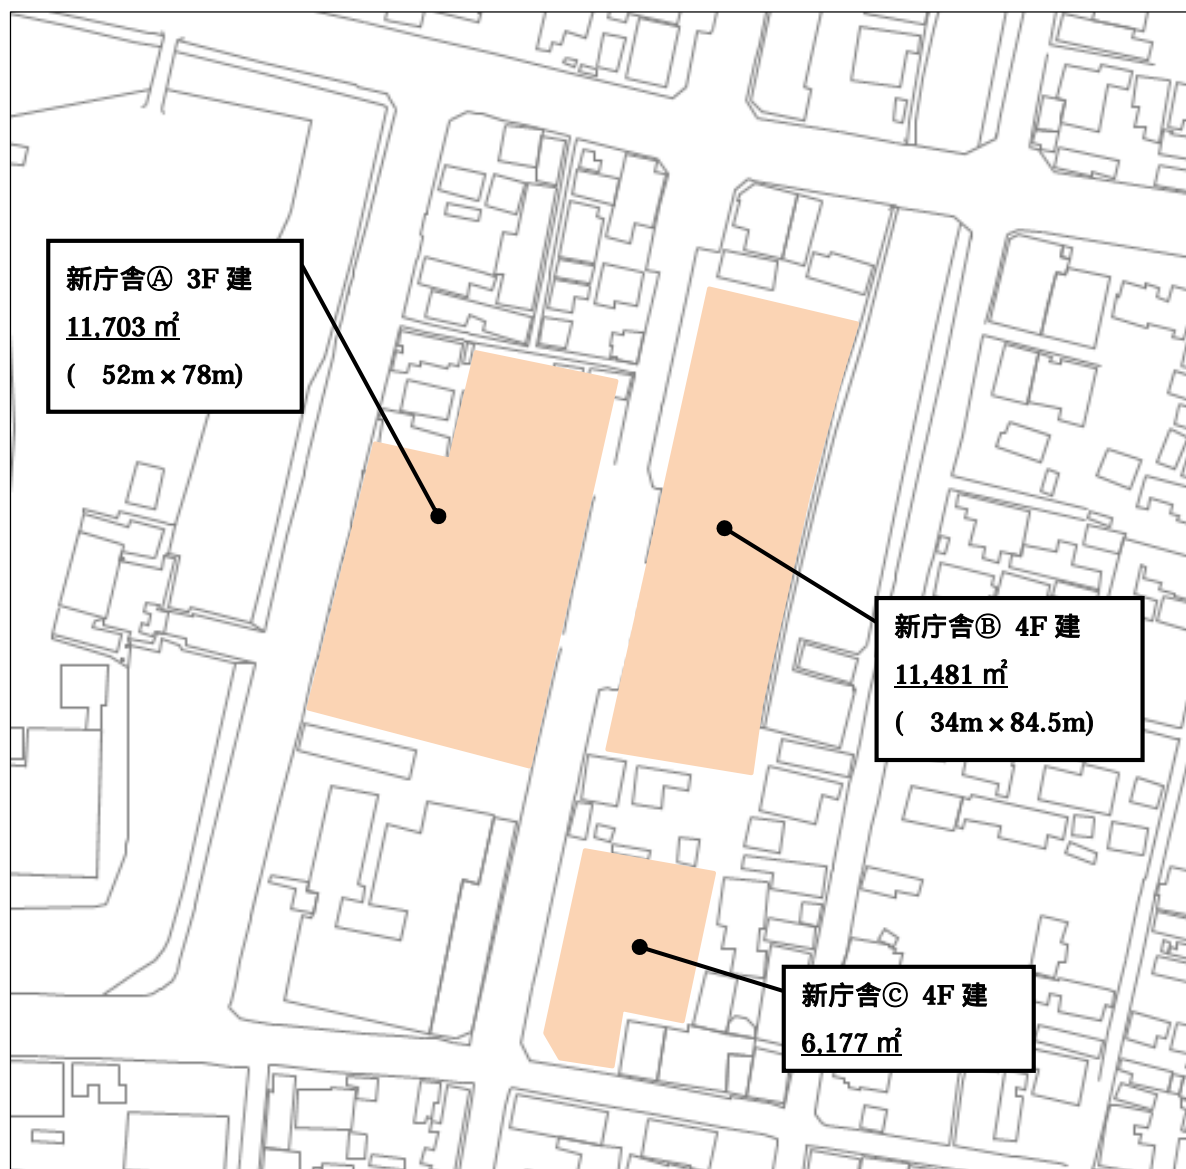 新庁舎Ⓐ 3F 建
11,703 ㎡
( 52m × 78m)
新庁舎Ⓑ 4F 建
11,481 ㎡
( 34m × 84.5m)
新庁舎Ⓒ 4F 建
6,177 ㎡